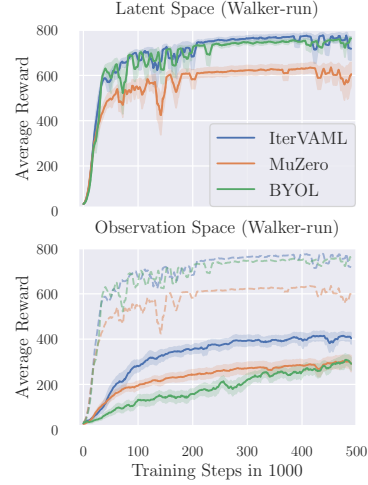 Latent Space (Walker-run)
800
600
400
200
0
Average Reward
IterVAML
MuZero
BYOL
Observation Space (Walker-run)
800
600
400
200
0
Average Reward
0 100 200 300 400 500
Training Steps in 1000